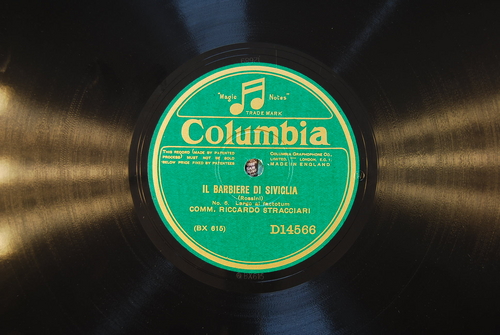 "Magic Notes"
TRADE MARK
Columbia
THIS RECORD (MADE BY PATENTED
PROCESS) MUST NOT BE SOLD
BELOW PRICE FIXED BY PATENTEES
COLUMBIA GRAPHOPHONE CO.
LIMITED LONDON, E.C.1
MADE IN ENGLAND
IL BARBIERE DI SIVIGLIA
(Rossini)
No. 8. Largo al factotum
COMM. RICCARDO STRACCIARI
(BX 615)
D14566